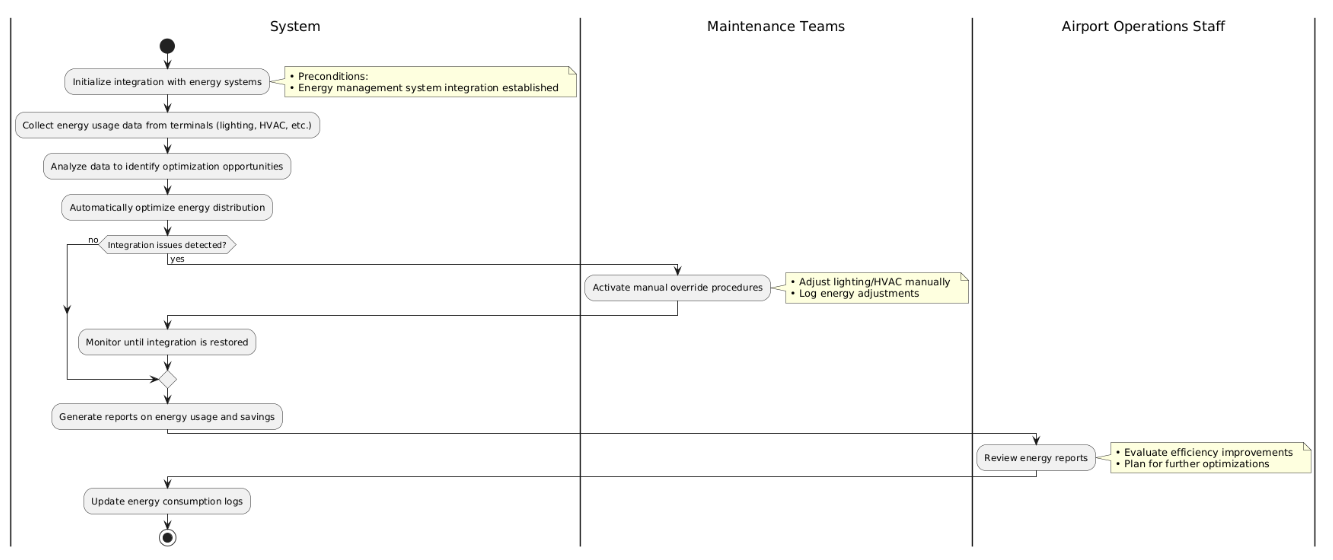 System
Maintenance Teams
Airport Operations Staff
Initialize integration with energy systems
• Preconditions:
• Energy management system integration established
Collect energy usage data from terminals (lighting, HVAC, etc.)
Analyze data to identify optimization opportunities
Automatically optimize energy distribution
no
Integration issues detected?
yes
Activate manual override procedures
• Adjust lighting/HVAC manually
• Log energy adjustments
Monitor until integration is restored
Generate reports on energy usage and savings
Review energy reports
• Evaluate efficiency improvements
• Plan for further optimizations
Update energy consumption logs